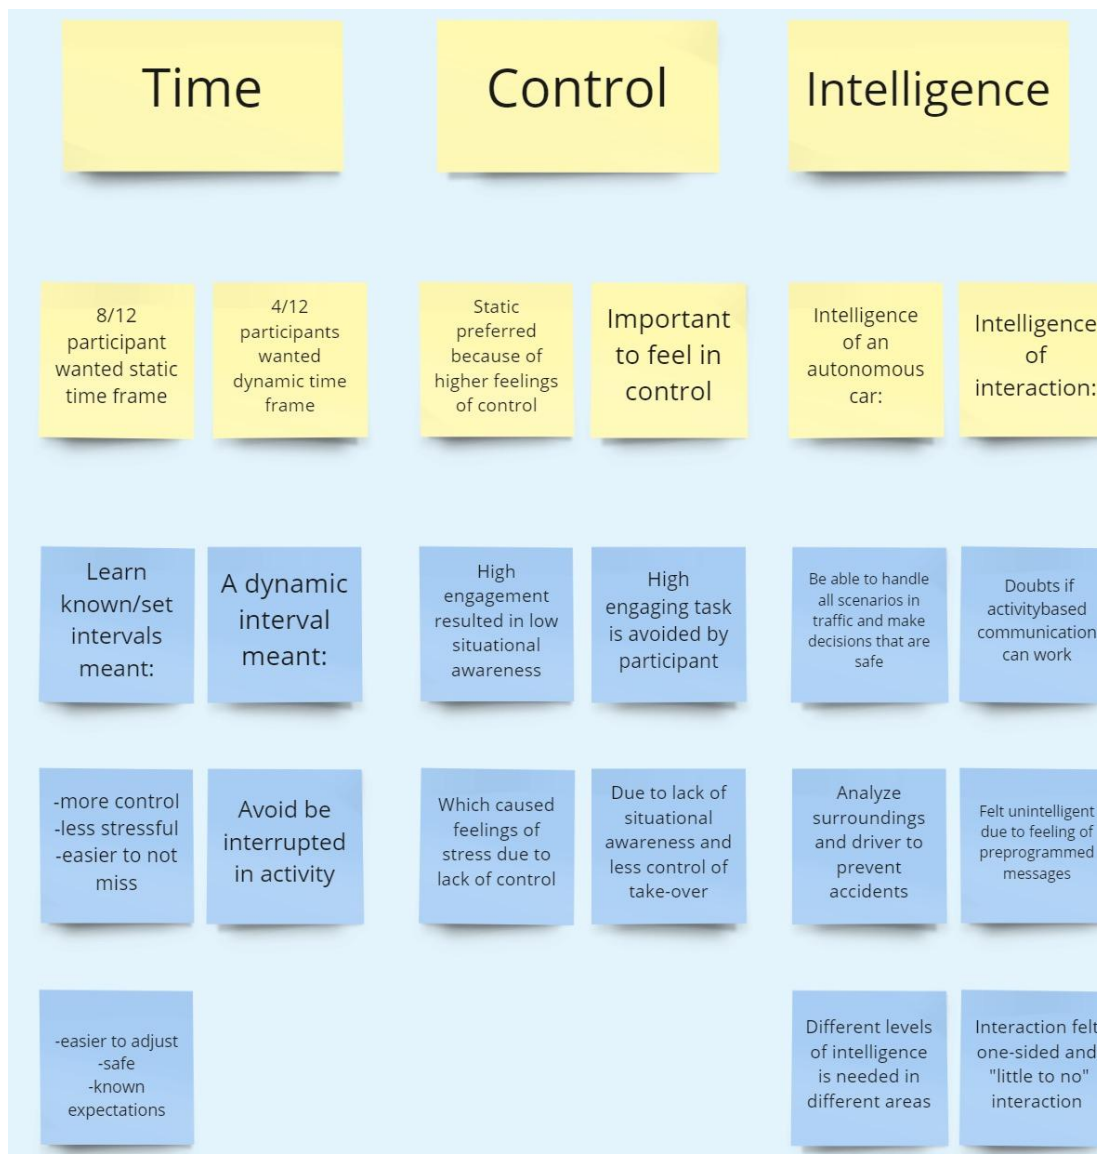 Time
Control
Intelligence
8/12
participant
wanted static
time frame
4/12
participants
wanted
dynamic time
frame
Static
preferred
because of
higher feelings
of control
Important
to feel in
control
Intelligence
of an
autonomous
car:
Intelligence
of
interaction:
Learn
known/set
intervals
meant:
A dynamic
interval
meant:
High
engagement
resulted in low
situational
awareness
High
engaging task
is avoided by
participant
Be able to handle
all scenarios in
traffic and make
decisions that are
safe
Doubts if
activitybased
communication
can work
-more control
-less stressful
-easier to not
miss
Avoid be
interrupted
in activity
Which caused
feelings of
stress due to
lack of control
Due to lack of
situational
awareness and
less control of
take-over
Analyze
surroundings
and driver to
prevent
accidents
Felt unintelligent
due to feeling of
preprogrammed
messages
-easier to adjust
-safe
-known
expectations
Different levels
of intelligence
is needed in
different areas
Interaction felt
one-sided and
"little to no"
interaction